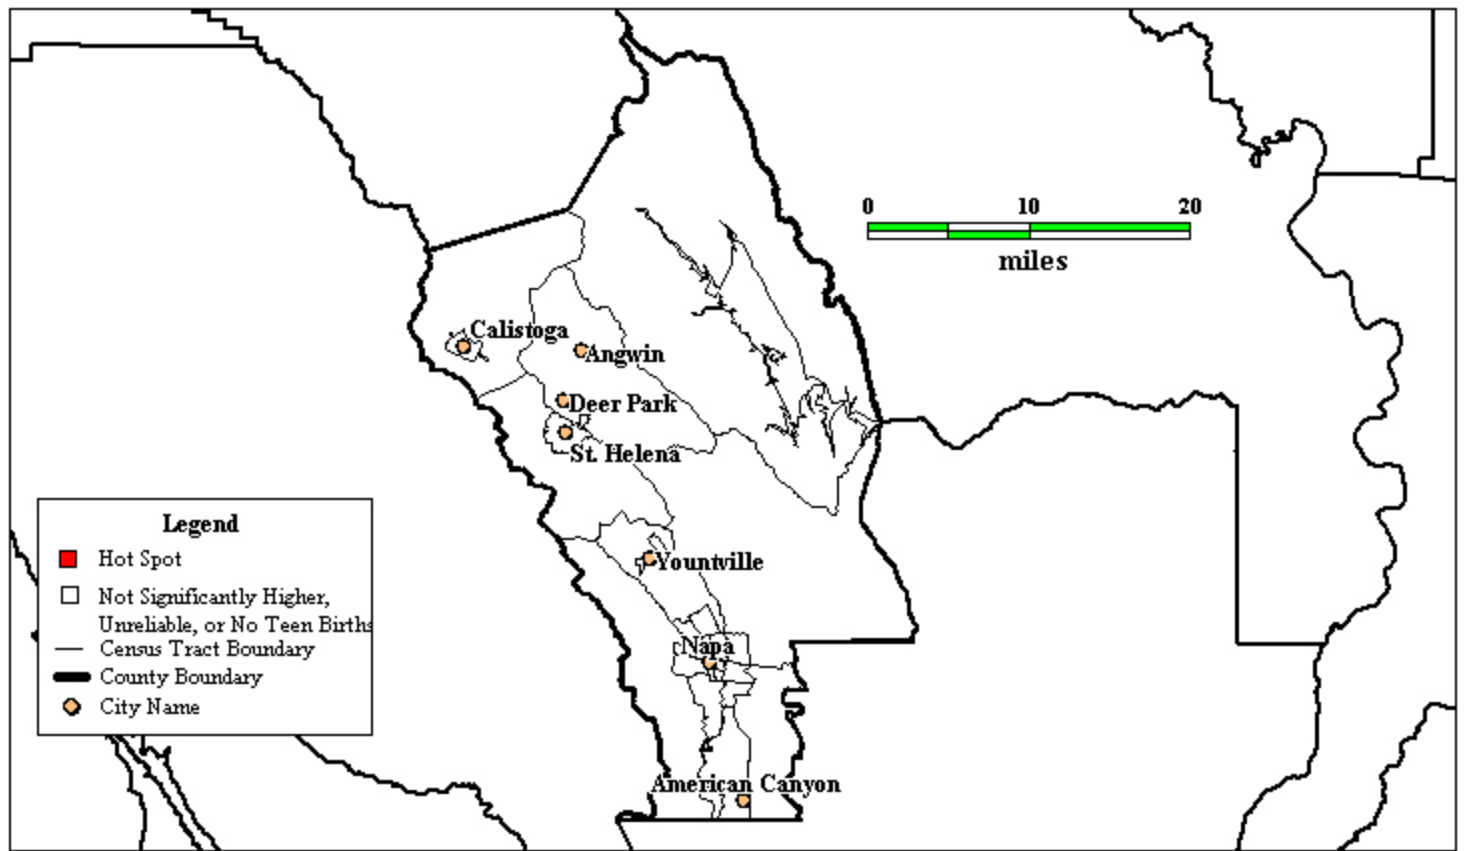 0 10 20
miles
Calistoga
Angwin
Deer Park
St. Helena
Yountville
Napa
American Canyon
Legend
Hot Spot
Not Significantly Higher,
Unreliable, or No Teen Births
Census Tract Boundary
County Boundary
City Name